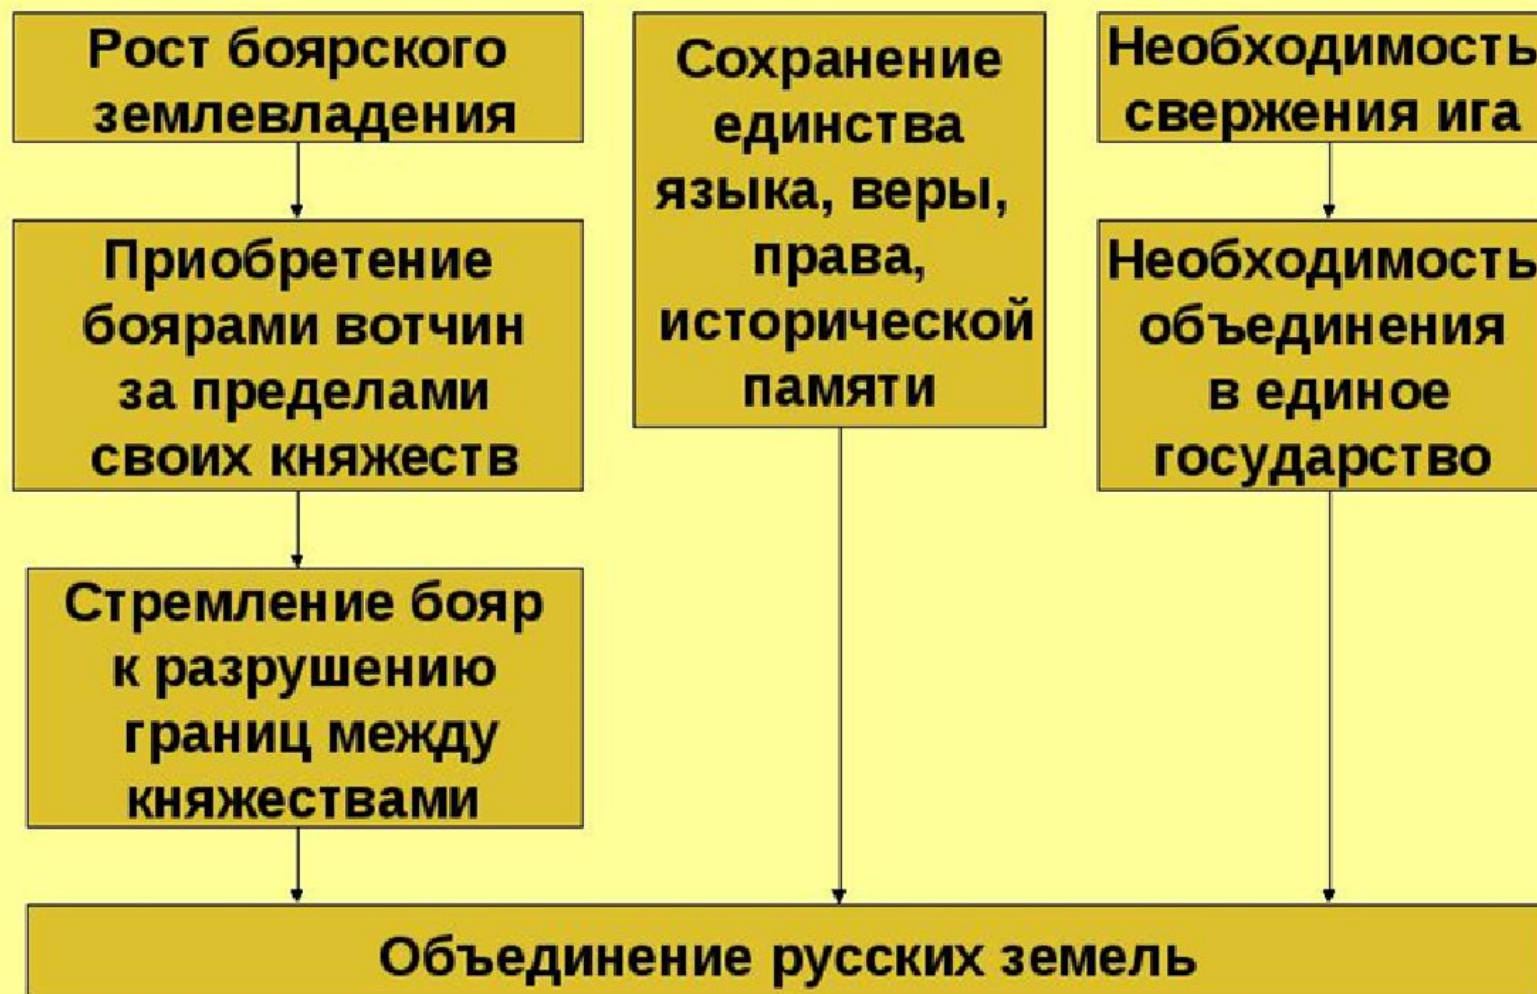 Рост боярского
землевладения
Приобретение
боярами вотчин
за пределами
своих княжеств
Стремление бояр
к разрушению
границ между
княжествами
Сохранение
единства
языка, веры,
права,
исторической
памяти
Необходимость
свержения ига
Необходимость
объединения
в единое
государство
Объединение русских земель